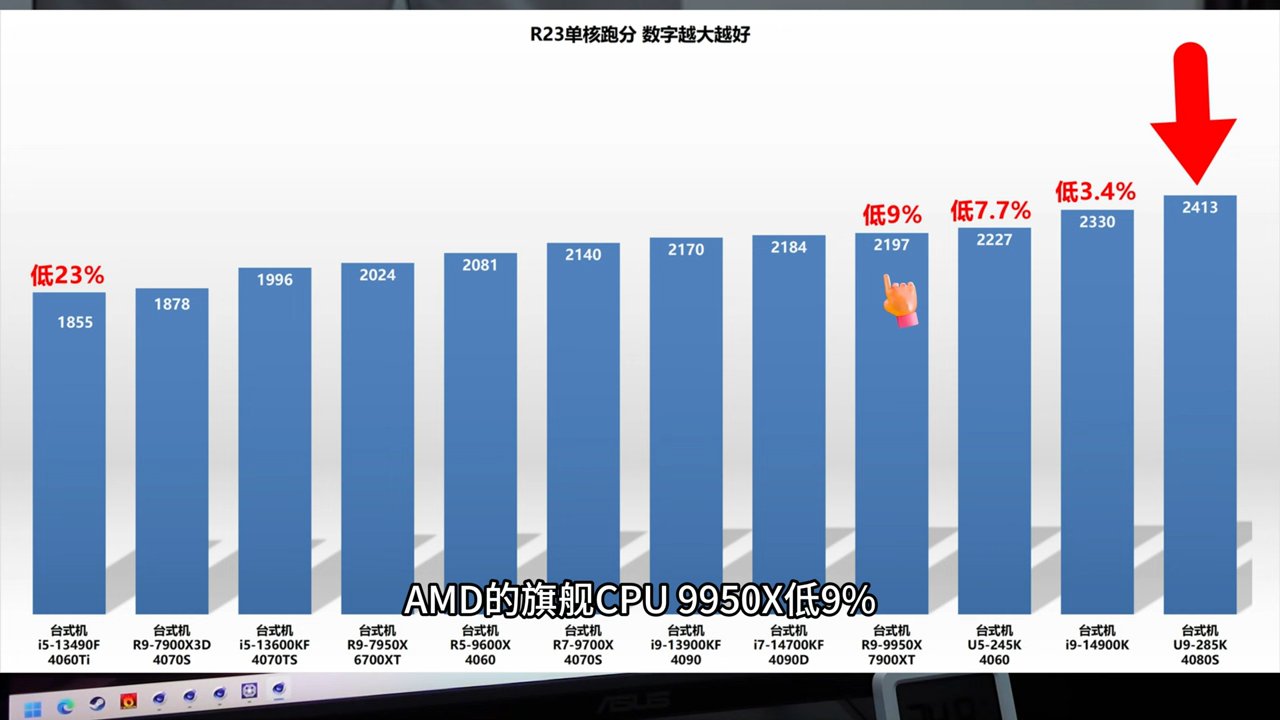 R23单核跑分 数字越大越好
低23%
低9%
低7.7%
低3.4%
1855
1878
1996
2024
2081
2140
2170
2184
2197
2227
2330
2413
AMD的旗舰CPU 9950X低9%
台式机
i5-13490F
4060Ti
台式机
R9-7900X3D
4070S
台式机
i5-13600KF
4070TS
台式机
R9-7950X
6700XT
台式机
R5-9600X
4060
台式机
R7-9700X
4070S
台式机
i9-13900KF
4090
台式机
i7-14700KF
4090D
台式机
R9-9950X
7900XT
台式机
U5-245K
4060
台式机
i9-14900K
台式机
U9-285K
4080S
ASUS